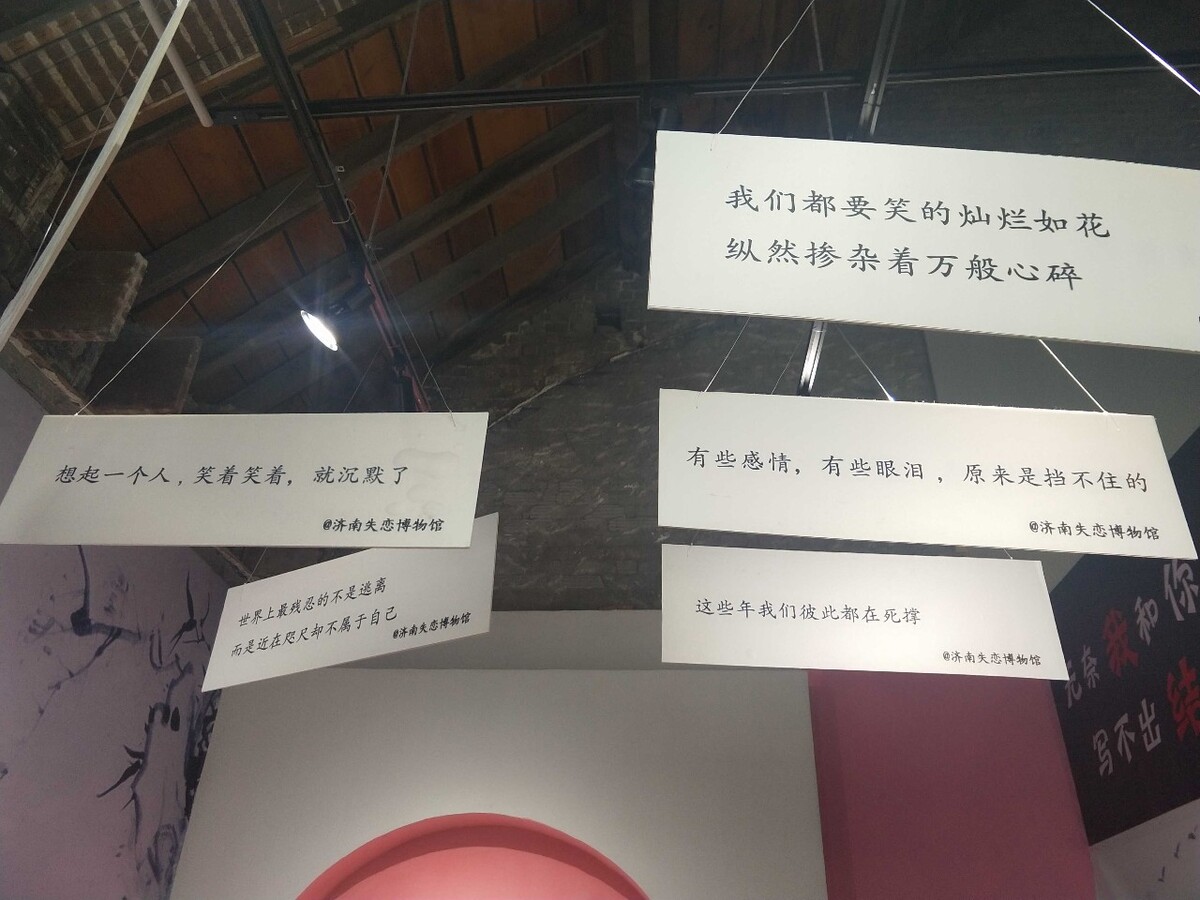 我们都要笑的灿烂如花
纵然掺杂着万般心碎
想起一个人，笑着笑着，就沉默了
@济南失恋博物馆
有些感情，有些眼泪，原来是挡不住的
@济南失恋博物馆
世界上最残忍的不是逃离
而是近在咫尺却不属于自己
@济南失恋博物馆
这些年我们彼此都在死撑
@济南失恋博物馆
无奈我和你
写不出结